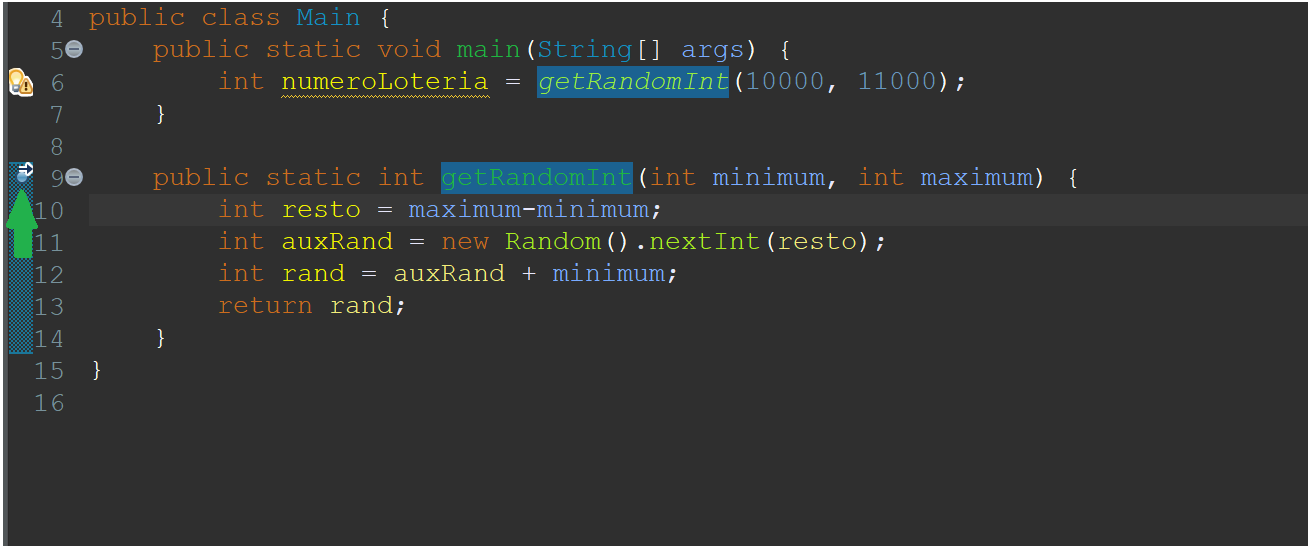 4 public class Main {
5 public static void main(String[] args) {
6 int numeroLoteria = getRandomInt(10000, 11000);
7 }
8
9 public static int getRandomInt(int minimum, int maximum) {
10 int resto = maximum-minimum;
11 int auxRand = new Random().nextInt(resto);
12 int rand = auxRand + minimum;
13 return rand;
14 }
15 }
16